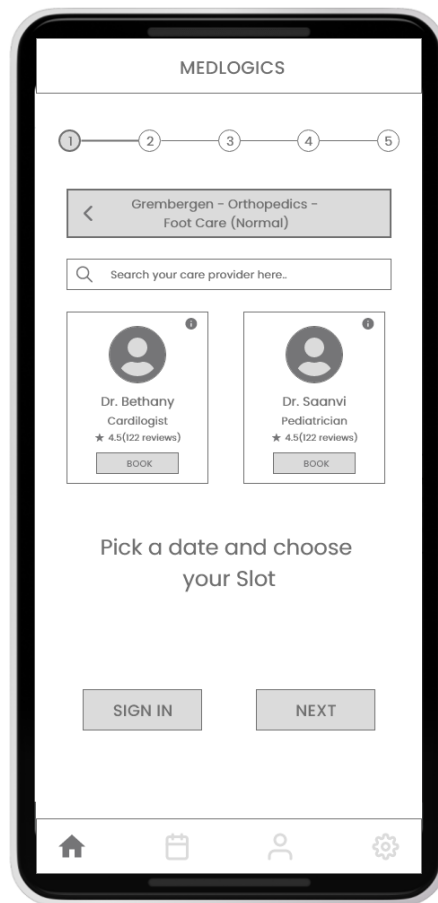 MEDLOGICS
1 2 3 4 5
Grembergen - Orthopedics -
Foot Care (Normal)
Search your care provider here..
Dr. Bethany
Cardilogist
★ 4.5(122 reviews)
BOOK
Dr. Saanvi
Pediatrician
★ 4.5(122 reviews)
BOOK
Pick a date and choose
your Slot
SIGN IN
NEXT